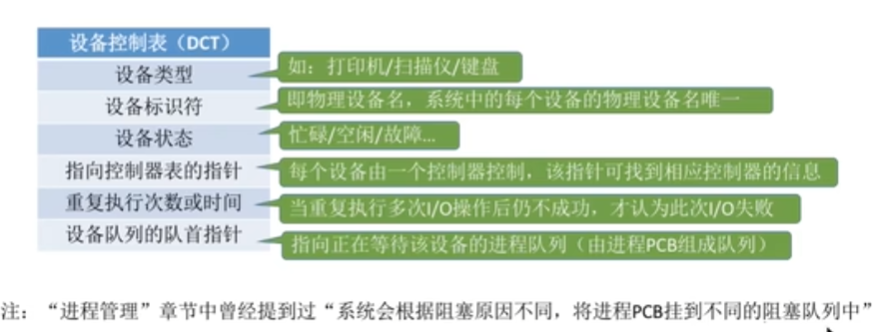 设备控制表（DCT）
设备类型
如：打印机/扫描仪/键盘
设备标识符
即物理设备名，系统中的每个设备的物理设备名唯一
设备状态
忙碌/空闲/故障...
指向控制器表的指针
每个设备由一个控制器控制，该指针可找到相应控制器的信息
重复执行次数或时间
当重复执行多次I/O操作后仍不成功，才认为此次I/O失败
设备队列的队首指针
指向正在等待该设备的进程队列（由进程PCB组成队列）
注：“进程管理”章节中曾经提到过“系统会根据阻塞原因不同，将进程PCB挂到不同的阻塞队列中”